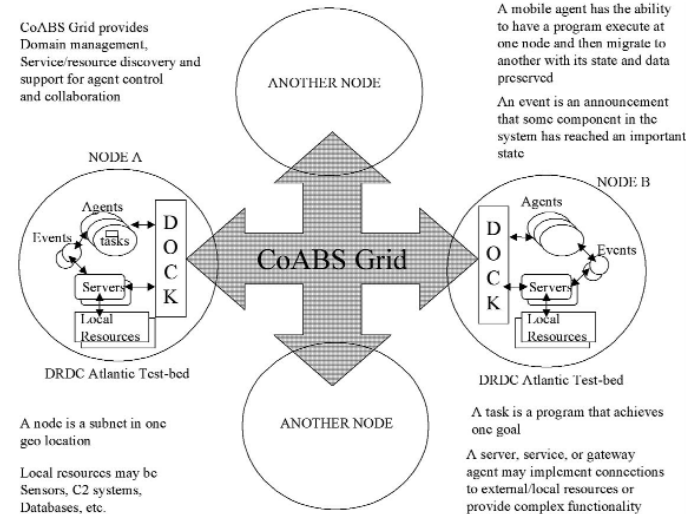 CoABS Grid provides
Domain management,
Service/resource discovery and
support for agent control
and collaboration
A mobile agent has the ability
to have a program execute at
one node and then migrate to
another with its state and data
preserved
An event is an announcement
that some component in the
system has reached an important
state
ANOTHER NODE
NODE A
Agents
Events
tasks
Servers
Local
Resources
DOCK
DRDC Atlantic Test-bed
CoABS Grid
NODE B
Agents
Events
DOCK
Servers
Local
Resources
DRDC Atlantic Test-bed
ANOTHER NODE
A node is a subnet in one
geo location
Local resources may be
Sensors, C2 systems,
Databases, etc.
A task is a program that achieves
one goal
A server, service, or gateway
agent may implement connections
to external/local resources or
provide complex functionality